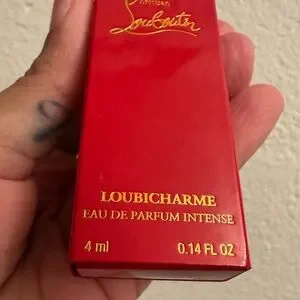 Louboutin
LOUBICHARME
EAU DE PARFUM INTENSE
4 ml 0.14 FL OZ